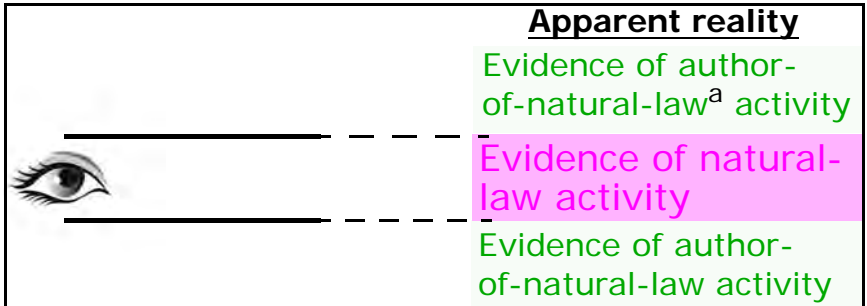 Apparent reality
Evidence of author-
of-natural-lawa activity
Evidence of natural-
law activity
Evidence of author-
of-natural-law activity